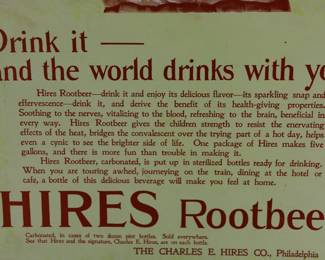 Drink it —
and the world drinks with yo
Hires Rootbeer—drink it and enjoy its delicious flavor—its sparkling snap and
effervescence—drink it, and derive the benefit of its health-giving properties.
Soothing to the nerves, vitalizing to the blood, refreshing to the brain, beneficial in
every way. Hires Rootbeer gives the children strength to resist the enervating
effects of the heat, bridges the convalescent over the trying part of a hot day, helps
even a cynic to see the brighter side of life. One package of Hires makes five
gallons, and there is more fun than trouble in making it.
Hires Rootbeer, carbonated, is put up in sterilized bottles ready for drinking.
When you are touring awheel, journeying on the train, dining at the hotel or
cafe, a bottle of this delicious beverage will make you feel at home.
HIRES Rootbee
Carbonated, in cases of two dozen pint bottles. Sold everywhere.
See that Hires and the signature, Charles E. Hires, are on each bottle.
THE CHARLES E. HIRES CO., Philadelphia